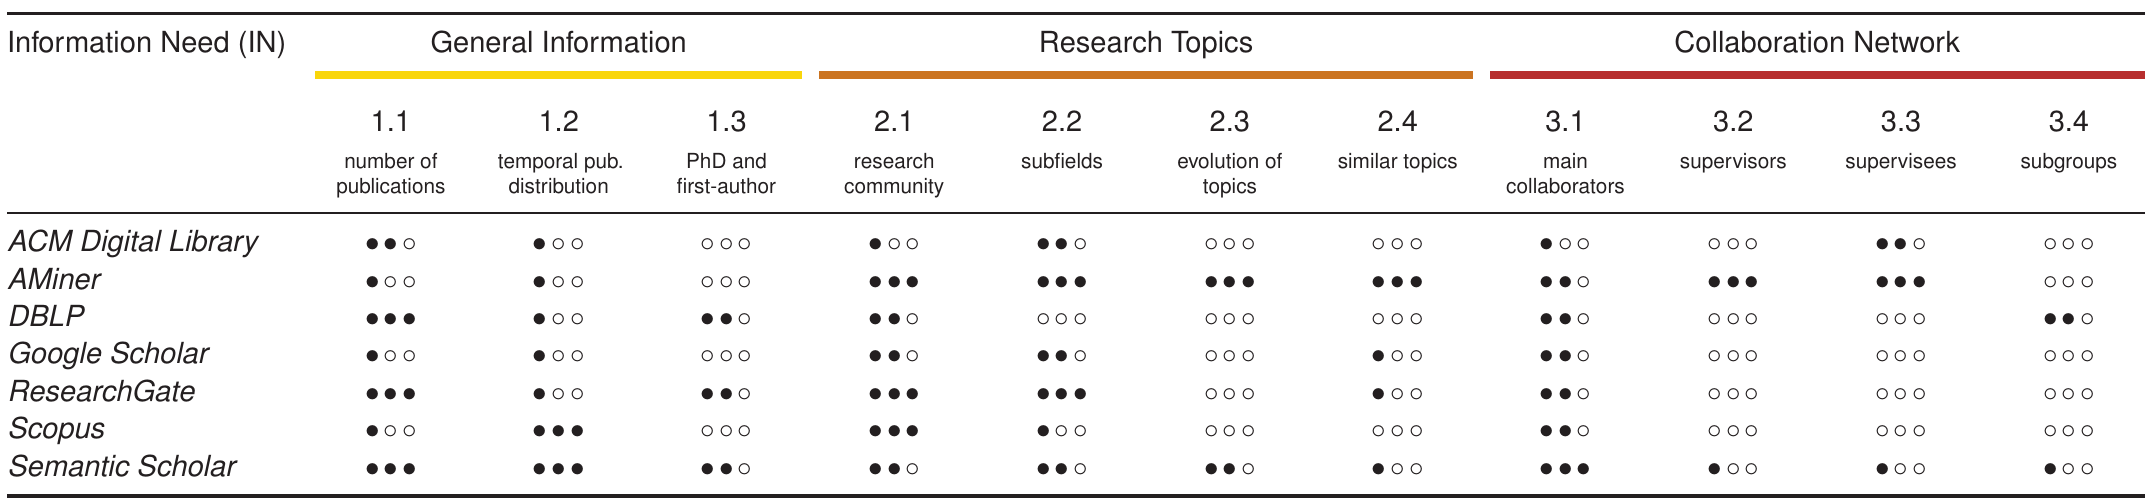 Information Need (IN) General Information Research Topics Collaboration Network
1.1 1.2 1.3 2.1 2.2 2.3 2.4 3.1 3.2 3.3 3.4
number of temporal pub. PhD and research subfields evolution of similar topics main supervisors supervisees subgroups
publications distribution first-author community topics collaborators
ACM Digital Library ●●○ ●○○ ○○○ ●○○ ●●○ ○○○ ○○○ ●○○ ○○○ ●●○ ○○○
AMiner ●○○ ●○○ ○○○ ●●● ●●● ●●● ●●● ●●○ ●●● ●●● ○○○
DBLP ●●● ●○○ ●●○ ●●○ ○○○ ○○○ ○○○ ●●○ ○○○ ○○○ ●●○
Google Scholar ●○○ ●○○ ○○○ ●●○ ●●○ ○○○ ●○○ ●●○ ○○○ ○○○ ○○○
ResearchGate ●●● ●○○ ●●○ ●●● ●●● ○○○ ●○○ ●●○ ○○○ ○○○ ○○○
Scopus ●○○ ●●● ○○○ ●●● ●○○ ○○○ ○○○ ●●○ ○○○ ○○○ ○○○
Semantic Scholar ●●● ●●● ●●○ ●●○ ●●○ ●●○ ●○○ ●●● ●○○ ●○○ ●○○